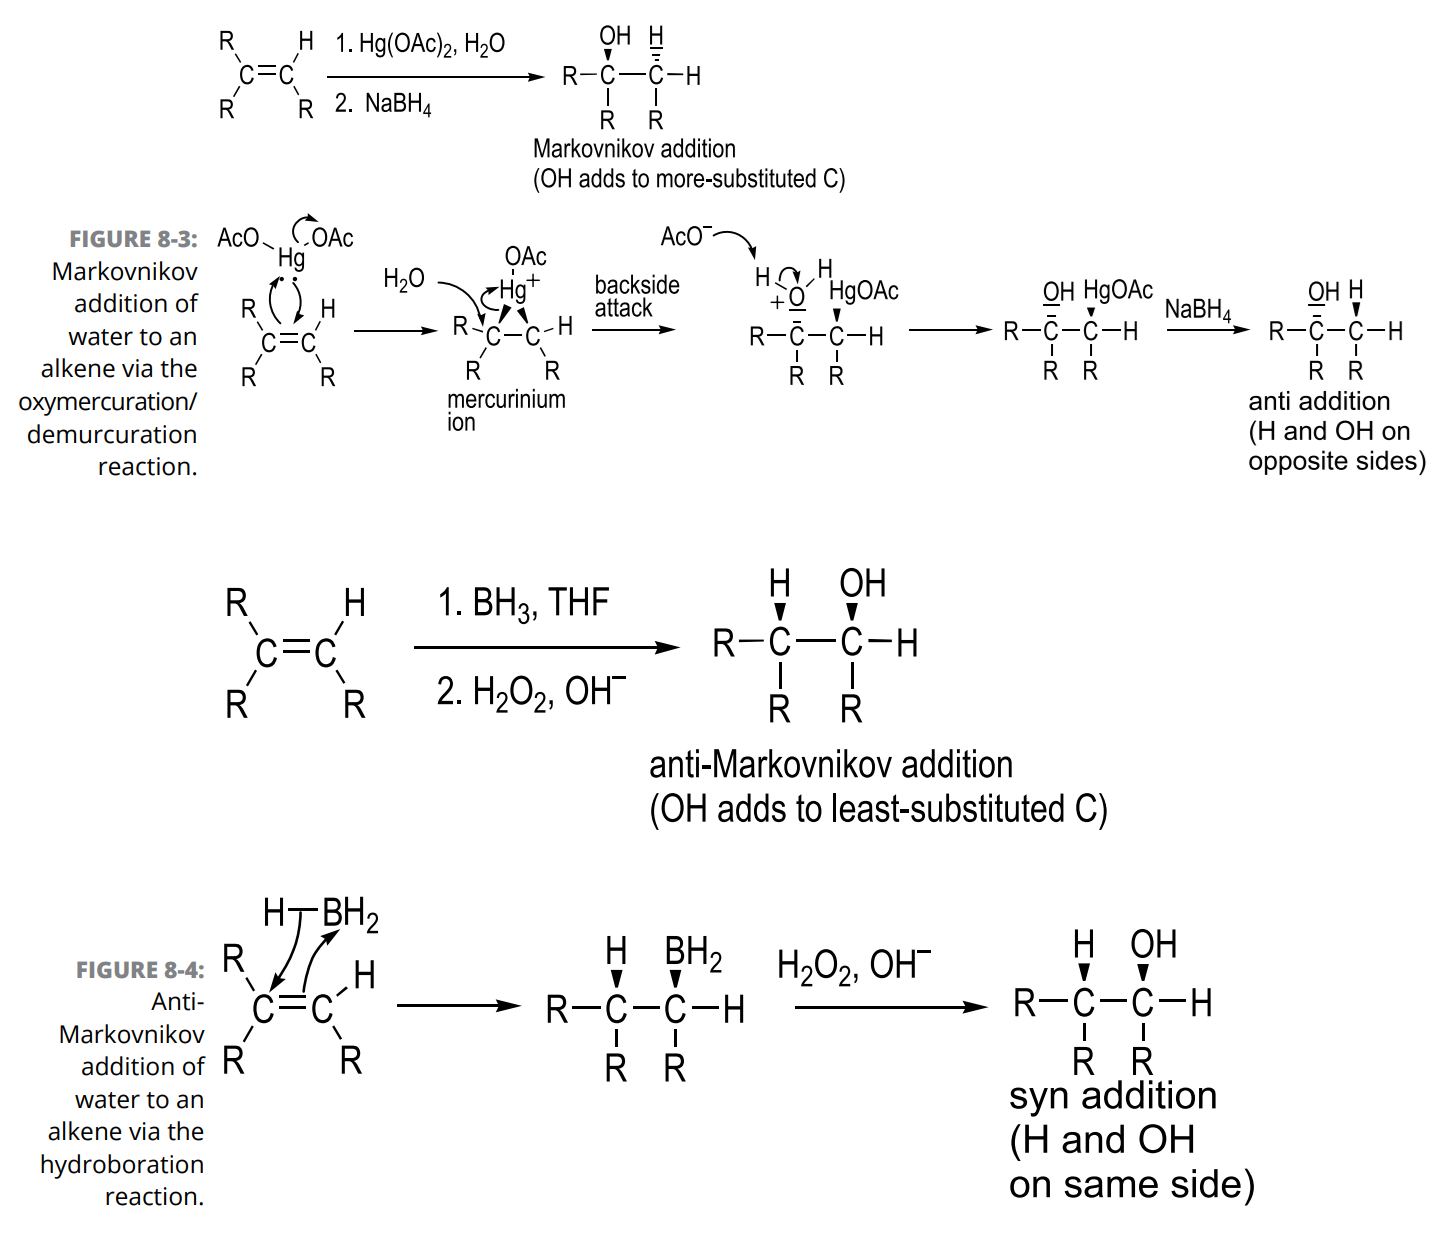 R H 1. Hg(OAc)2, H2O OH H
C=C R–C–C–H
R R 2. NaBH4 R R
Markovnikov addition
(OH adds to more-substituted C)
FIGURE 8-3:
Markovnikov
addition of
water to an
alkene via the
oxymercuration/
demurcuration
reaction.
AcO OAc
Hg
R H
C=C
R R
H2O
OAc
Hg+
R C–C H
R R
mercurinium
ion
backside
attack
AcO–
H H
+O HgOAc
R–C–C–H
R R
OH HgOAc
R–C–C–H
R R
NaBH4
OH H
R–C–C–H
R R
anti addition
(H and OH on
opposite sides)
R H 1. BH3, THF H OH
C=C R–C–C–H
R R 2. H2O2, OH– R R
anti-Markovnikov addition
(OH adds to least-substituted C)
FIGURE 8-4:
Anti-
Markovnikov
addition of
water to an
alkene via the
hydroboration
reaction.
H–BH2
R H
C=C
R R
H BH2
R–C–C–H
R R
H2O2, OH–
H OH
R–C–C–H
R R
syn addition
(H and OH
on same side)